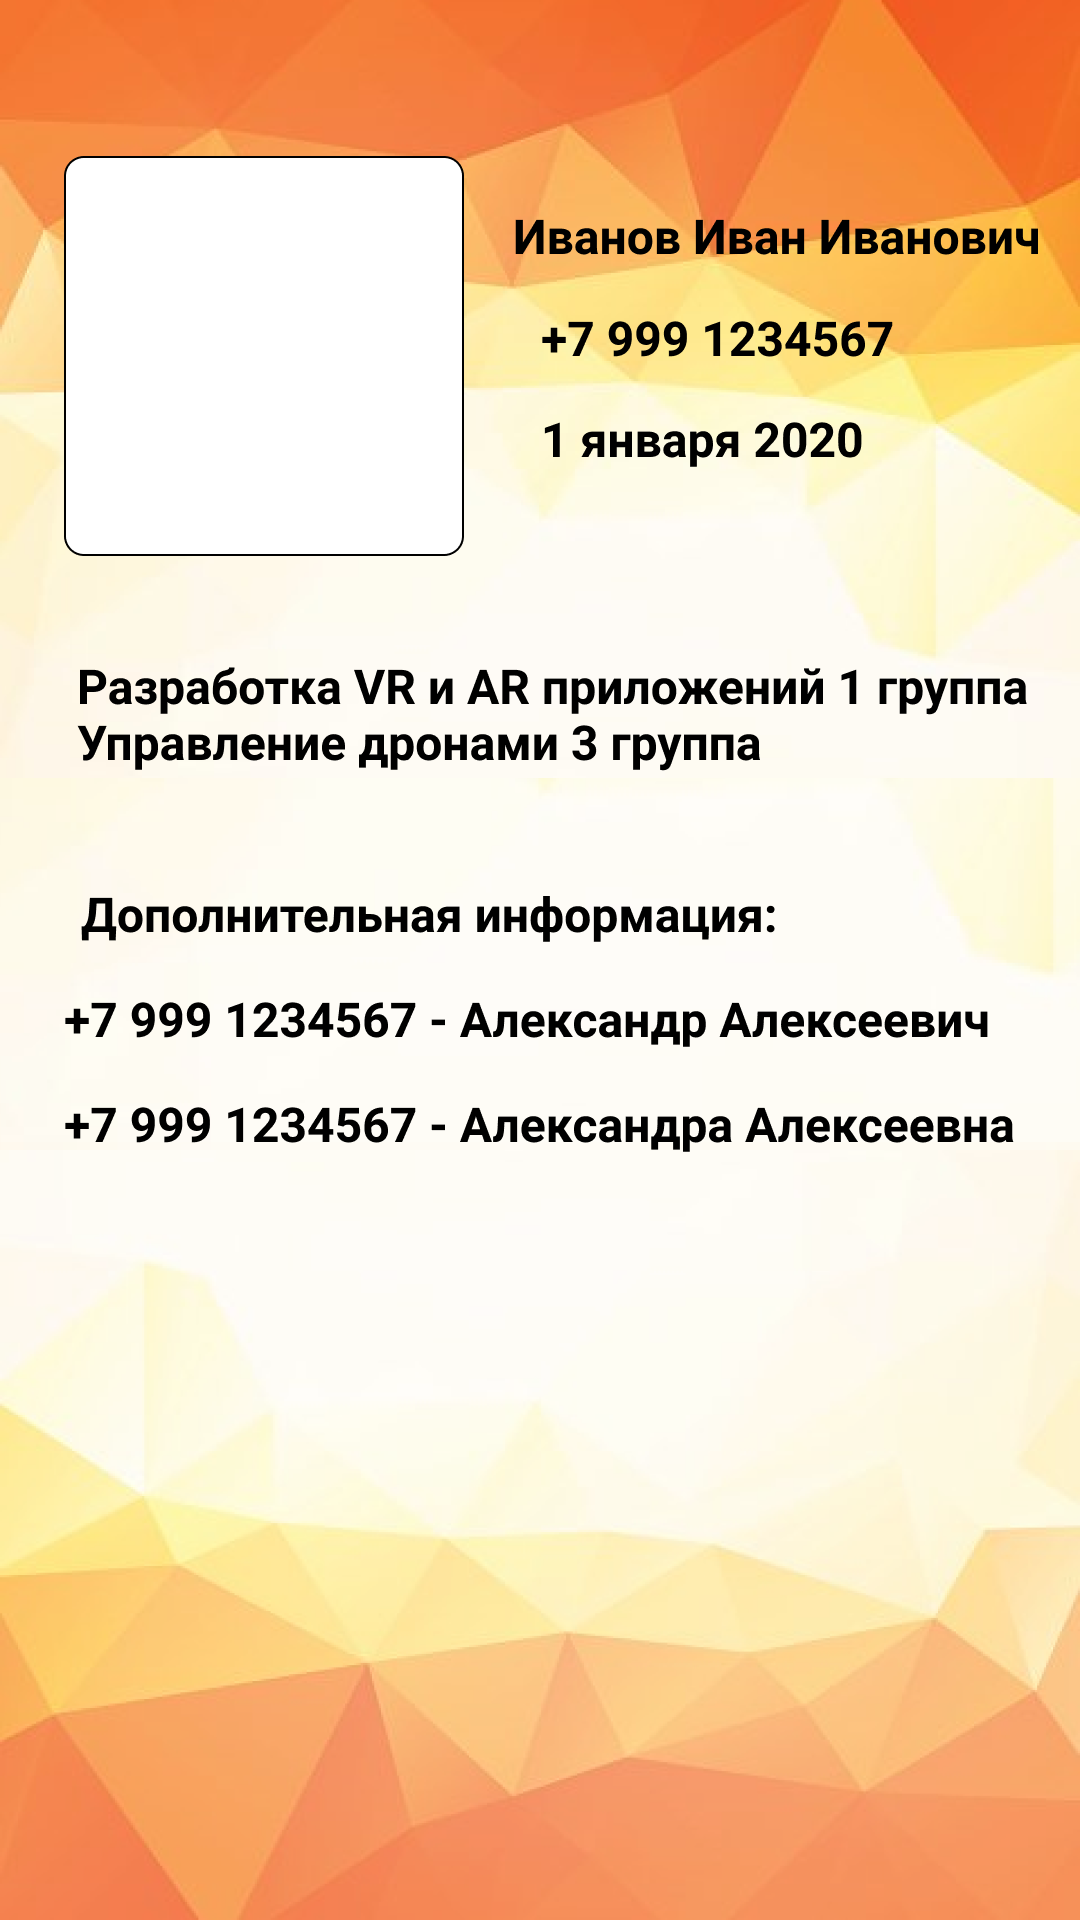 Иванов Иван Иванович
+7 999 1234567
1 января 2020
Разработка VR и AR приложений 1 группа
Управление дронами 3 группа
Дополнительная информация:
+7 999 1234567 - Александр Алексеевич
+7 999 1234567 - Александра Алексеевна